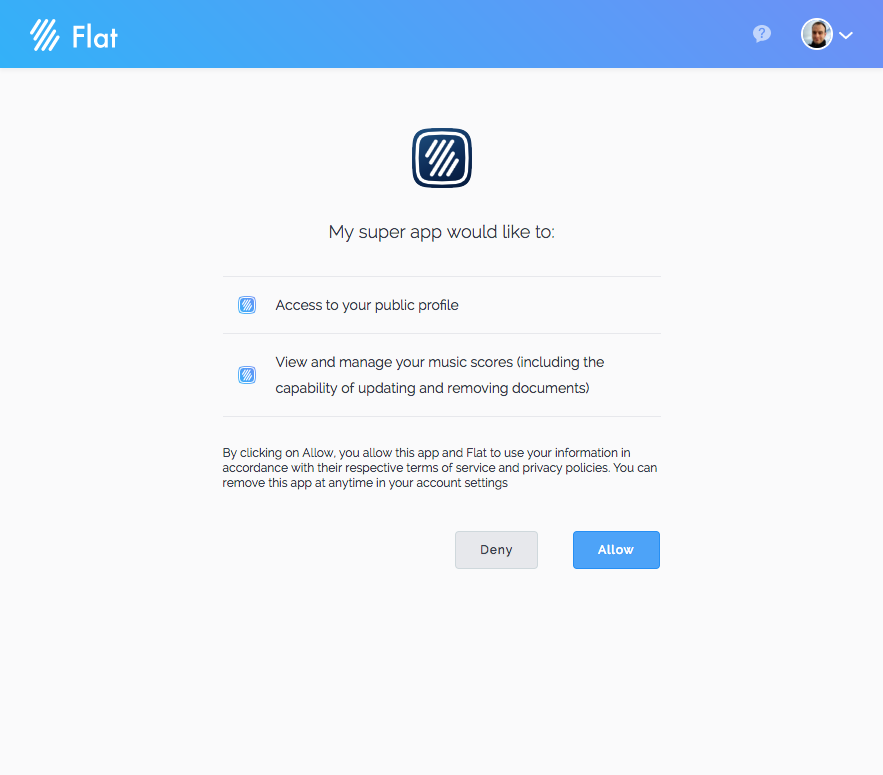 Flat
?
My super app would like to:
Access to your public profile
View and manage your music scores (including the
capability of updating and removing documents)
By clicking on Allow, you allow this app and Flat to use your information in
accordance with their respective terms of service and privacy policies. You can
remove this app at anytime in your account settings
Deny
Allow